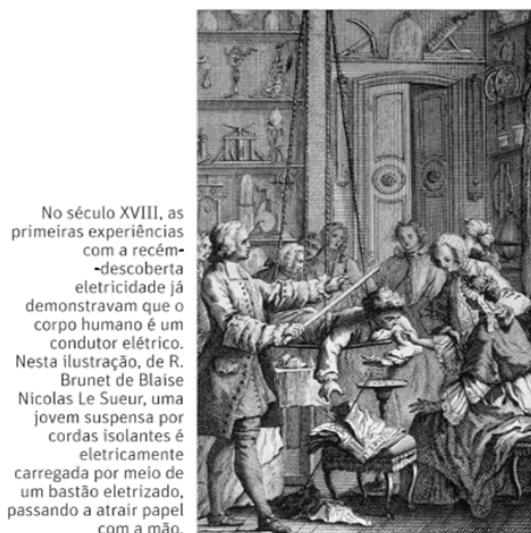 No século XVIII, as
primeiras experiências
com a recém-
-descoberta
eletricidade já
demonstravam que o
corpo humano é um
condutor elétrico.
Nesta ilustração, de R.
Brunet de Blaise
Nicolas Le Sueur, uma
jovem suspensa por
cordas isolantes é
eletricamente
carregada por meio de
um bastão eletrizado,
passando a atrair papel
com a mão.